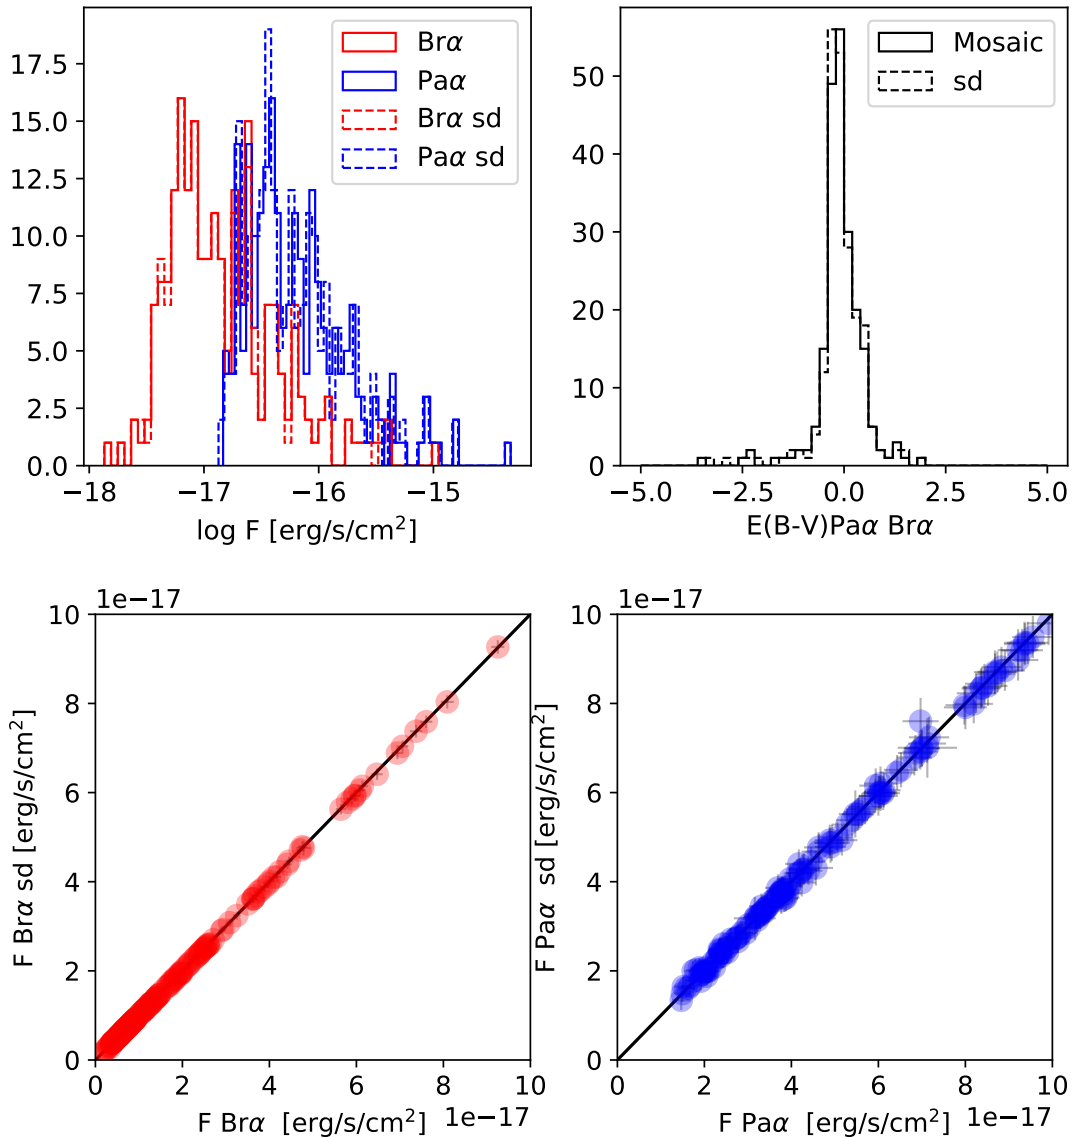 Brα
Paα
Brα sd
Paα sd
17.5
15.0
12.5
10.0
7.5
5.0
2.5
0.0
−18 −17 −16 −15
log F [erg/s/cm²]
Mosaic
sd
50
40
30
20
10
0
−5.0 −2.5 0.0 2.5 5.0
E(B-V)Paα Brα
1e−17
10
8
6
4
2
0
F Brα sd [erg/s/cm²]
0 2 4 6 8 10
F Brα [erg/s/cm²] 1e−17
1e−17
10
8
6
4
2
0
F Paα sd [erg/s/cm²]
0 2 4 6 8 10
F Paα [erg/s/cm²] 1e−17